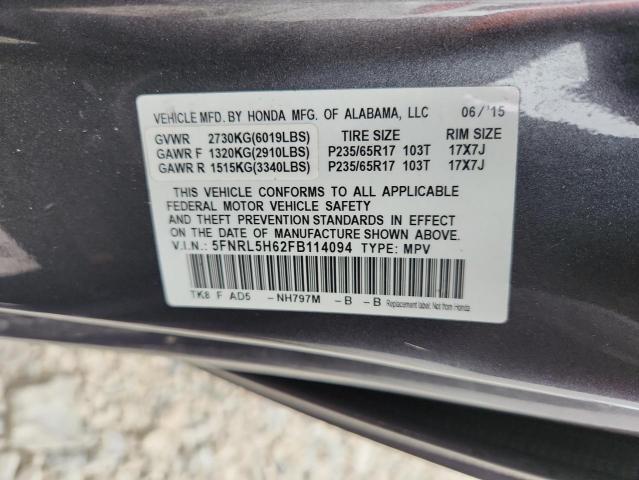 VEHICLE MFD. BY HONDA MFG. OF ALABAMA, LLC 06/'15
GVWR 2730KG(6019LBS) TIRE SIZE RIM SIZE
GAWR F 1320KG(2910LBS) P235/65R17 103T 17X7J
GAWR R 1515KG(3340LBS) P235/65R17 103T 17X7J
THIS VEHICLE CONFORMS TO ALL APPLICABLE
FEDERAL MOTOR VEHICLE SAFETY
AND THEFT PREVENTION STANDARDS IN EFFECT
ON THE DATE OF MANUFACTURE SHOWN ABOVE.
V.I.N.: 5FNRL5H62FB114094 TYPE: MPV
TK8 F AD5 -NH797M -B -B Replacement label: Not from Honda